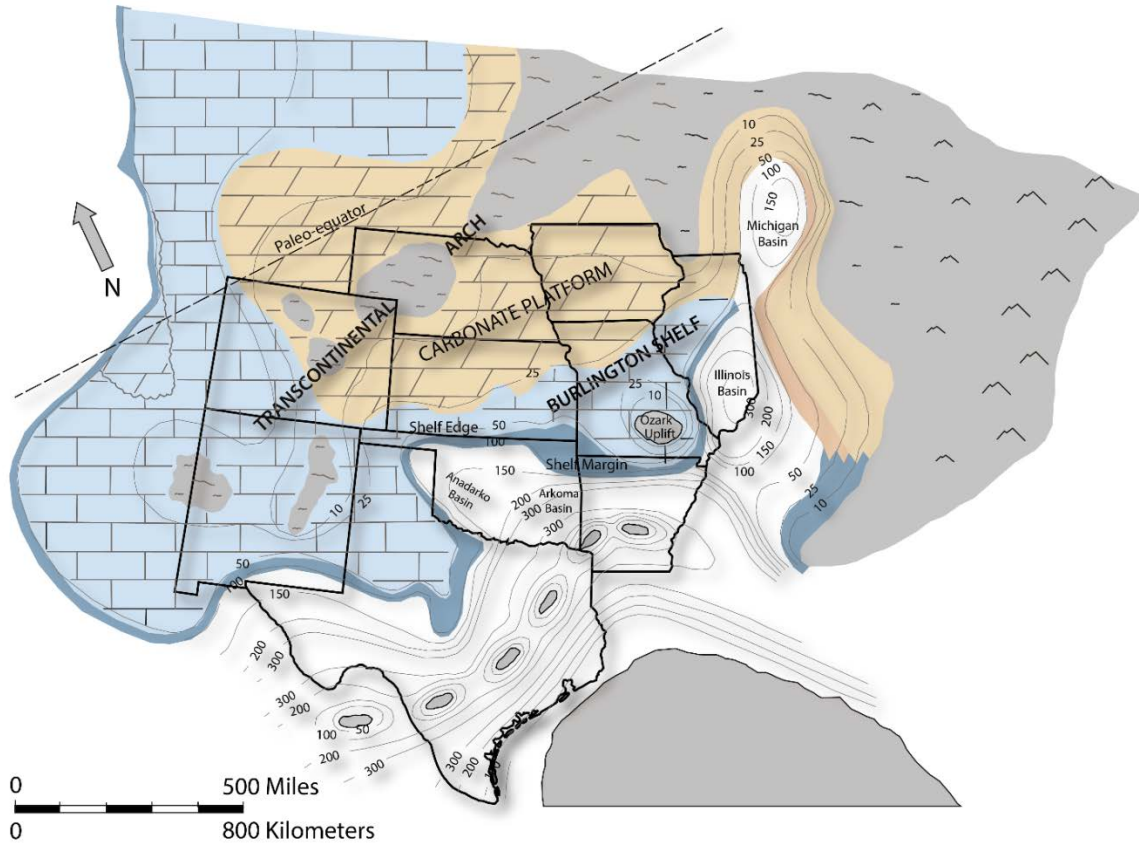 10
25
50
100
150
Michigan
Basin
Paleo-equator
ARCH
N
TRANSCONTINENTAL
CARBONATE PLATFORM
BURLINGTON SHELF
25
25
10
Ozark
Uplift
Illinois
Basin
300
200
150
100
50
25
10
Shelf Edge
50
100
Shelf Margin
150
Anadarko
Basin
200
300
Arkoma
Basin
300
10
25
50
100
150
200
300
300
200
100
50
200
300
300
200
0
500 Miles
0
800 Kilometers